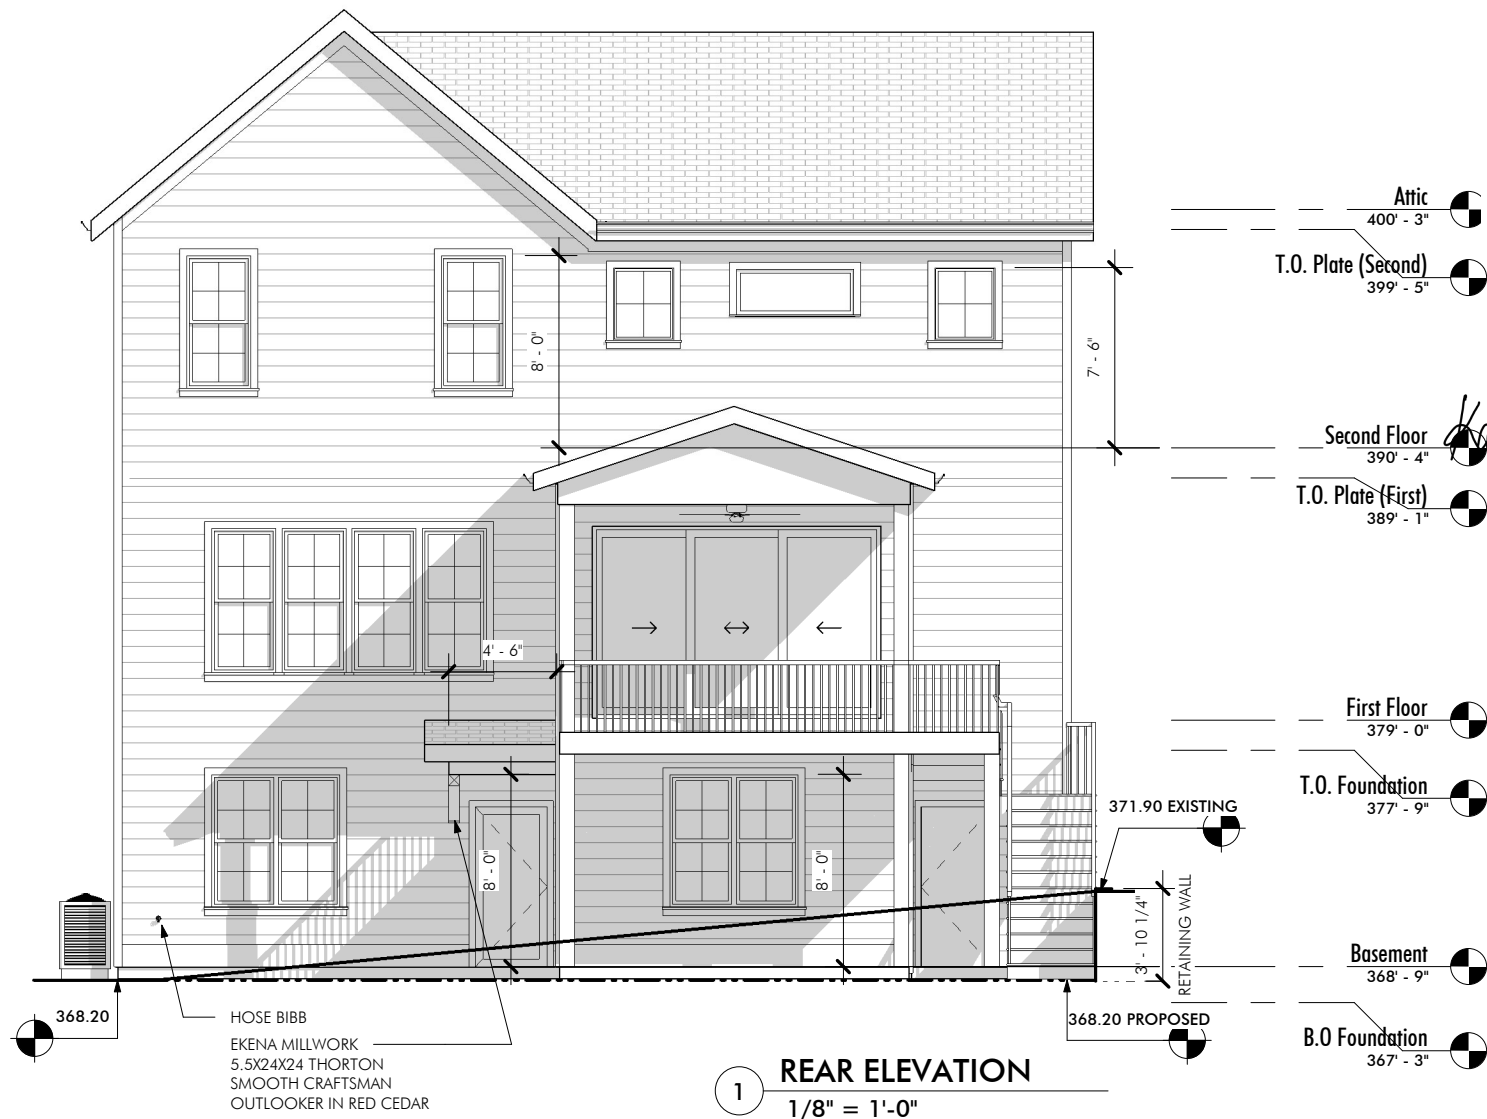 Attic
400' - 3"
T.O. Plate (Second)
399' - 5"
8' - 0"
7' - 6"
Second Floor
390' - 4"
T.O. Plate (First)
389' - 1"
4' - 6"
First Floor
379' - 0"
T.O. Foundation
377' - 9"
371.90 EXISTING
8' - 0"
8' - 0"
3' - 10 1/4"
RETAINING WALL
Basement
368' - 9"
368.20
HOSE BIBB
368.20 PROPOSED
B.O Foundation
367' - 3"
EKENA MILLWORK
5.5X24X24 THORTON
SMOOTH CRAFTSMAN
OUTLOOKER IN RED CEDAR
1
REAR ELEVATION
1/8" = 1'-0"